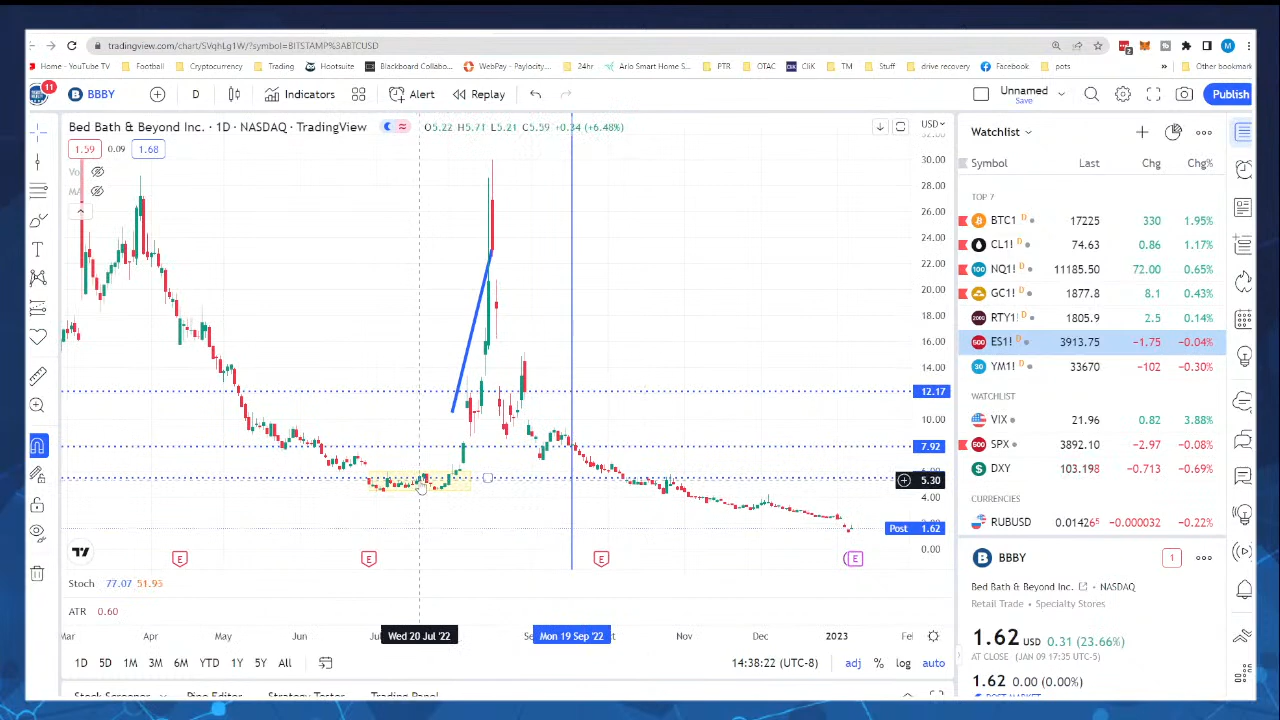 tradingview.com/chart/SVqhLg1W/?symbol=BITSTAMP%3ABTCUSD
Home - YouTube TV Football Cryptocurrency Trading Hootsuite Blackboard Collabo... WebPay - Paylocity... 24hr Arlo Smart Home S... PTR OTAC CliK TM Stuff drive recovery Facebook pots » Other bookmark
11 BBBY D Indicators Alert Replay Unnamed Save Publish
Bed Bath & Beyond Inc. · 1D · NASDAQ · TradingView O5.22 H5.71 L5.21 C5.55 0.34 (+6.48%) USD
1.59 0.09 1.68
32.00
30.00
28.00
26.00
24.00
22.00
20.00
18.00
16.00
14.00
12.17
10.00
7.92
5.30
4.00
Post 1.62
0.00
E E E E
Stoch 77.07 51.93
ATR 0.60
Mar Apr May Jun Wed 20 Jul '22 Mon 19 Sep '22 Nov Dec 2023
1D 5D 1M 3M 6M YTD 1Y 5Y All 14:38:22 (UTC-8) adj % log auto
Stock Screener Pine Editor Strategy Tester Trading Panel
Watchlist
Symbol Last Chg Chg%
TOP 7
BTC1 D 17225 330 1.95%
CL1! D 74.63 0.86 1.17%
NQ1! D 11185.50 72.00 0.65%
GC1! D 1877.8 8.1 0.43%
RTY1! D 1805.9 2.5 0.14%
ES1! D 3913.75 −1.75 −0.04%
YM1! D 33670 −102 −0.30%
WATCHLIST
VIX 21.96 0.82 3.88%
SPX 3892.10 −2.97 −0.08%
DXY 103.198 −0.713 −0.69%
CURRENCIES
RUBUSD 0.014265 −0.000032 −0.22%
BBBY 1
Bed Bath & Beyond Inc. • NASDAQ
Retail Trade • Specialty Stores
1.62 USD 0.31 (23.66%)
AT CLOSE (JAN 09 17:35 UTC-5)
1.62 0.00 (0.00%)
POST MARKET